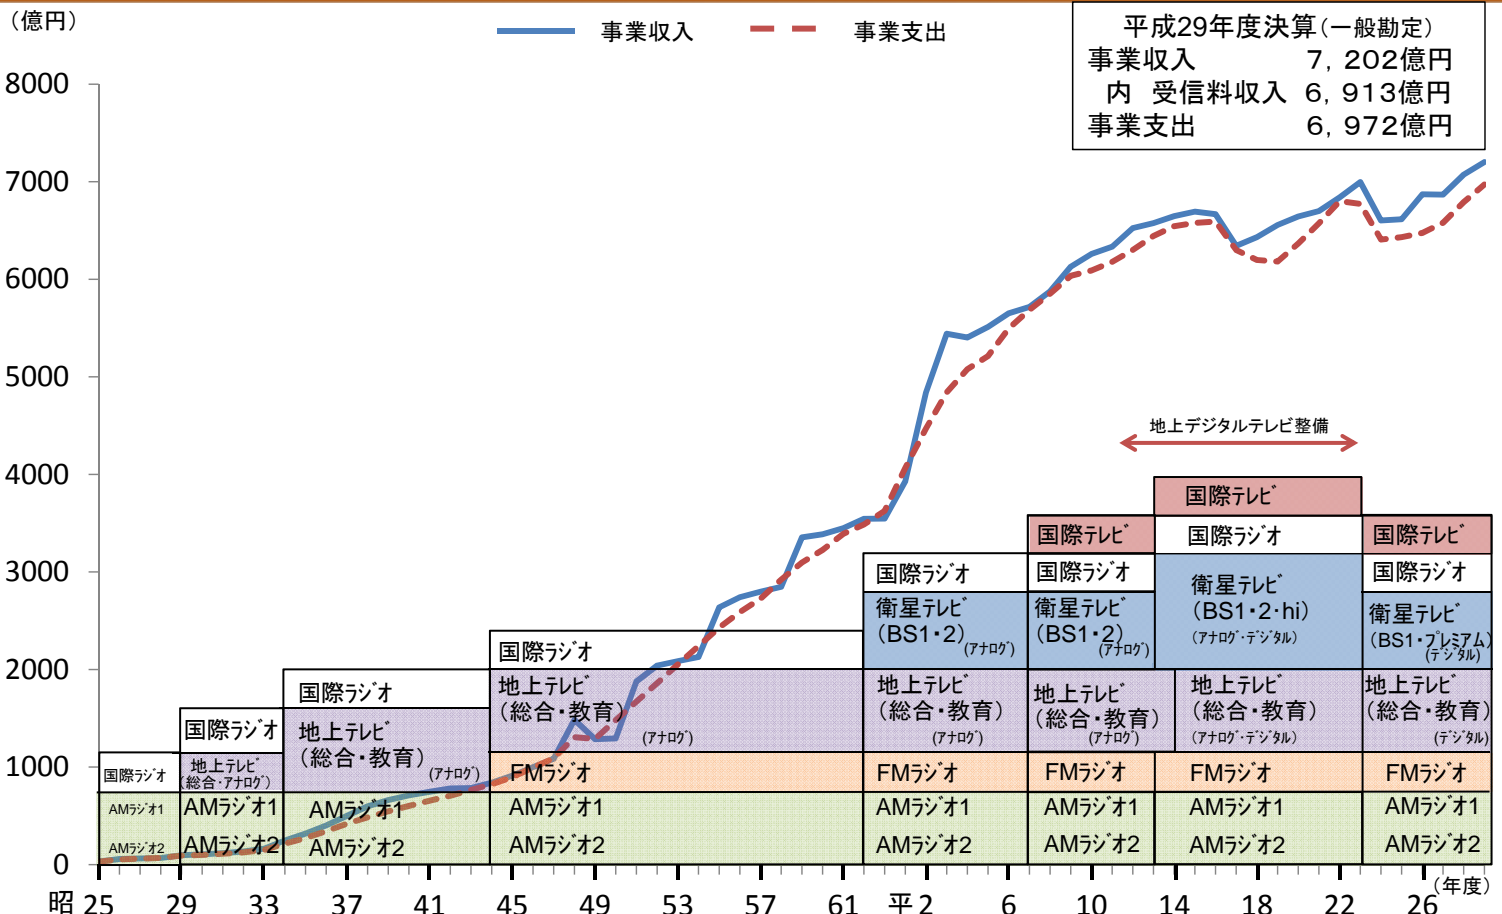 (億円)
事業収入 事業支出
平成29年度決算(一般勘定)
事業収入 7，202億円
内 受信料収入 6，913億円
事業支出 6，972億円
8000
7000
6000
5000
4000
3000
2000
1000
0
地上デジタルテレビ整備
国際ﾗｼﾞｵ
AMﾗｼﾞｵ1
AMﾗｼﾞｵ2
国際ﾗｼﾞｵ
地上ﾃﾚﾋﾞ
(総合・ｱﾅﾛｸﾞ)
AMﾗｼﾞｵ1
AMﾗｼﾞｵ2
国際ﾗｼﾞｵ
地上ﾃﾚﾋﾞ
(総合・教育)
(ｱﾅﾛｸﾞ)
AMﾗｼﾞｵ1
AMﾗｼﾞｵ2
国際ﾗｼﾞｵ
地上ﾃﾚﾋﾞ
(総合・教育)
(ｱﾅﾛｸﾞ)
FMﾗｼﾞｵ
AMﾗｼﾞｵ1
AMﾗｼﾞｵ2
国際ﾗｼﾞｵ
衛星ﾃﾚﾋﾞ
(BS1・2)
(ｱﾅﾛｸﾞ)
地上ﾃﾚﾋﾞ
(総合・教育)
(ｱﾅﾛｸﾞ)
FMﾗｼﾞｵ
AMﾗｼﾞｵ1
AMﾗｼﾞｵ2
国際ﾃﾚﾋﾞ
国際ﾗｼﾞｵ
衛星ﾃﾚﾋﾞ
(BS1・2)
(ｱﾅﾛｸﾞ)
地上ﾃﾚﾋﾞ
(総合・教育)
(ｱﾅﾛｸﾞ)
FMﾗｼﾞｵ
AMﾗｼﾞｵ1
AMﾗｼﾞｵ2
国際ﾃﾚﾋﾞ
国際ﾗｼﾞｵ
衛星ﾃﾚﾋﾞ
(BS1・2・hi)
(ｱﾅﾛｸﾞ・ﾃﾞｼﾞﾀﾙ)
地上ﾃﾚﾋﾞ
(総合・教育)
(ｱﾅﾛｸﾞ・ﾃﾞｼﾞﾀﾙ)
FMﾗｼﾞｵ
AMﾗｼﾞｵ1
AMﾗｼﾞｵ2
国際ﾃﾚﾋﾞ
国際ﾗｼﾞｵ
衛星ﾃﾚﾋﾞ
(BS1・ﾌﾟﾚﾐｱﾑ)
(ﾃﾞｼﾞﾀﾙ)
地上ﾃﾚﾋﾞ
(総合・教育)
(ﾃﾞｼﾞﾀﾙ)
FMﾗｼﾞｵ
AMﾗｼﾞｵ1
AMﾗｼﾞｵ2
(年度)
昭 25 29 33 37 41 45 49 53 57 61 平 2 6 10 14 18 22 26